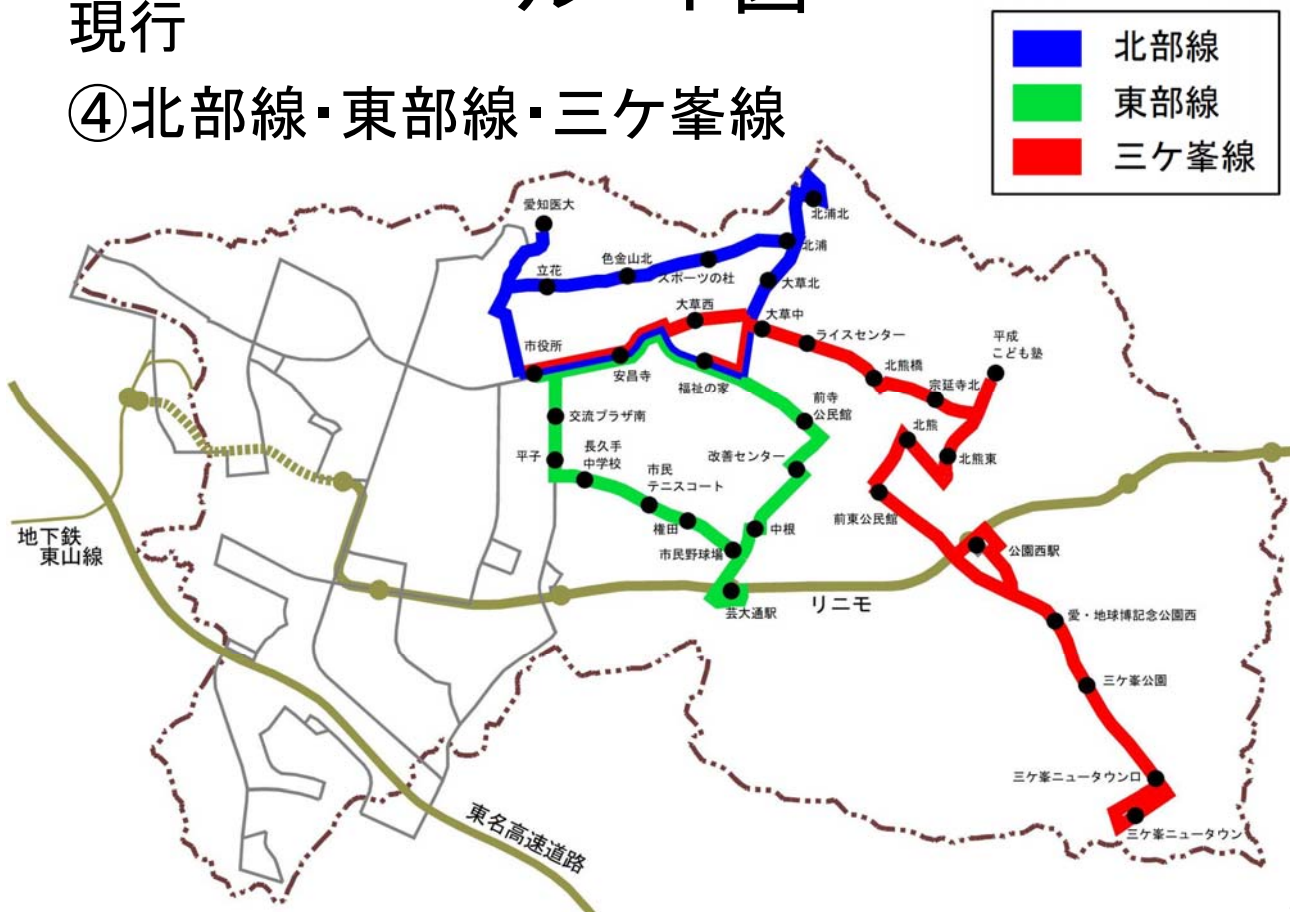 現行
④北部線・東部線・三ケ峯線
北部線
東部線
三ケ峯線
愛知医大
北浦北
北浦
色金山北
立花
スポーツの杜
大草北
大草西
大草中
ライスセンター
平成
こども塾
市役所
安昌寺
福祉の家
北熊橋
宗延寺北
前寺
公民館
交流プラザ南
北熊
平子
長久手
中学校
市民
テニスコート
改善センター
北熊東
前東公民館
権田
中根
市民野球場
公園西駅
地下鉄
東山線
芸大通駅
リニモ
愛・地球博記念公園西
三ケ峯公園
三ケ峯ニュータウン口
三ケ峯ニュータウン
東名高速道路